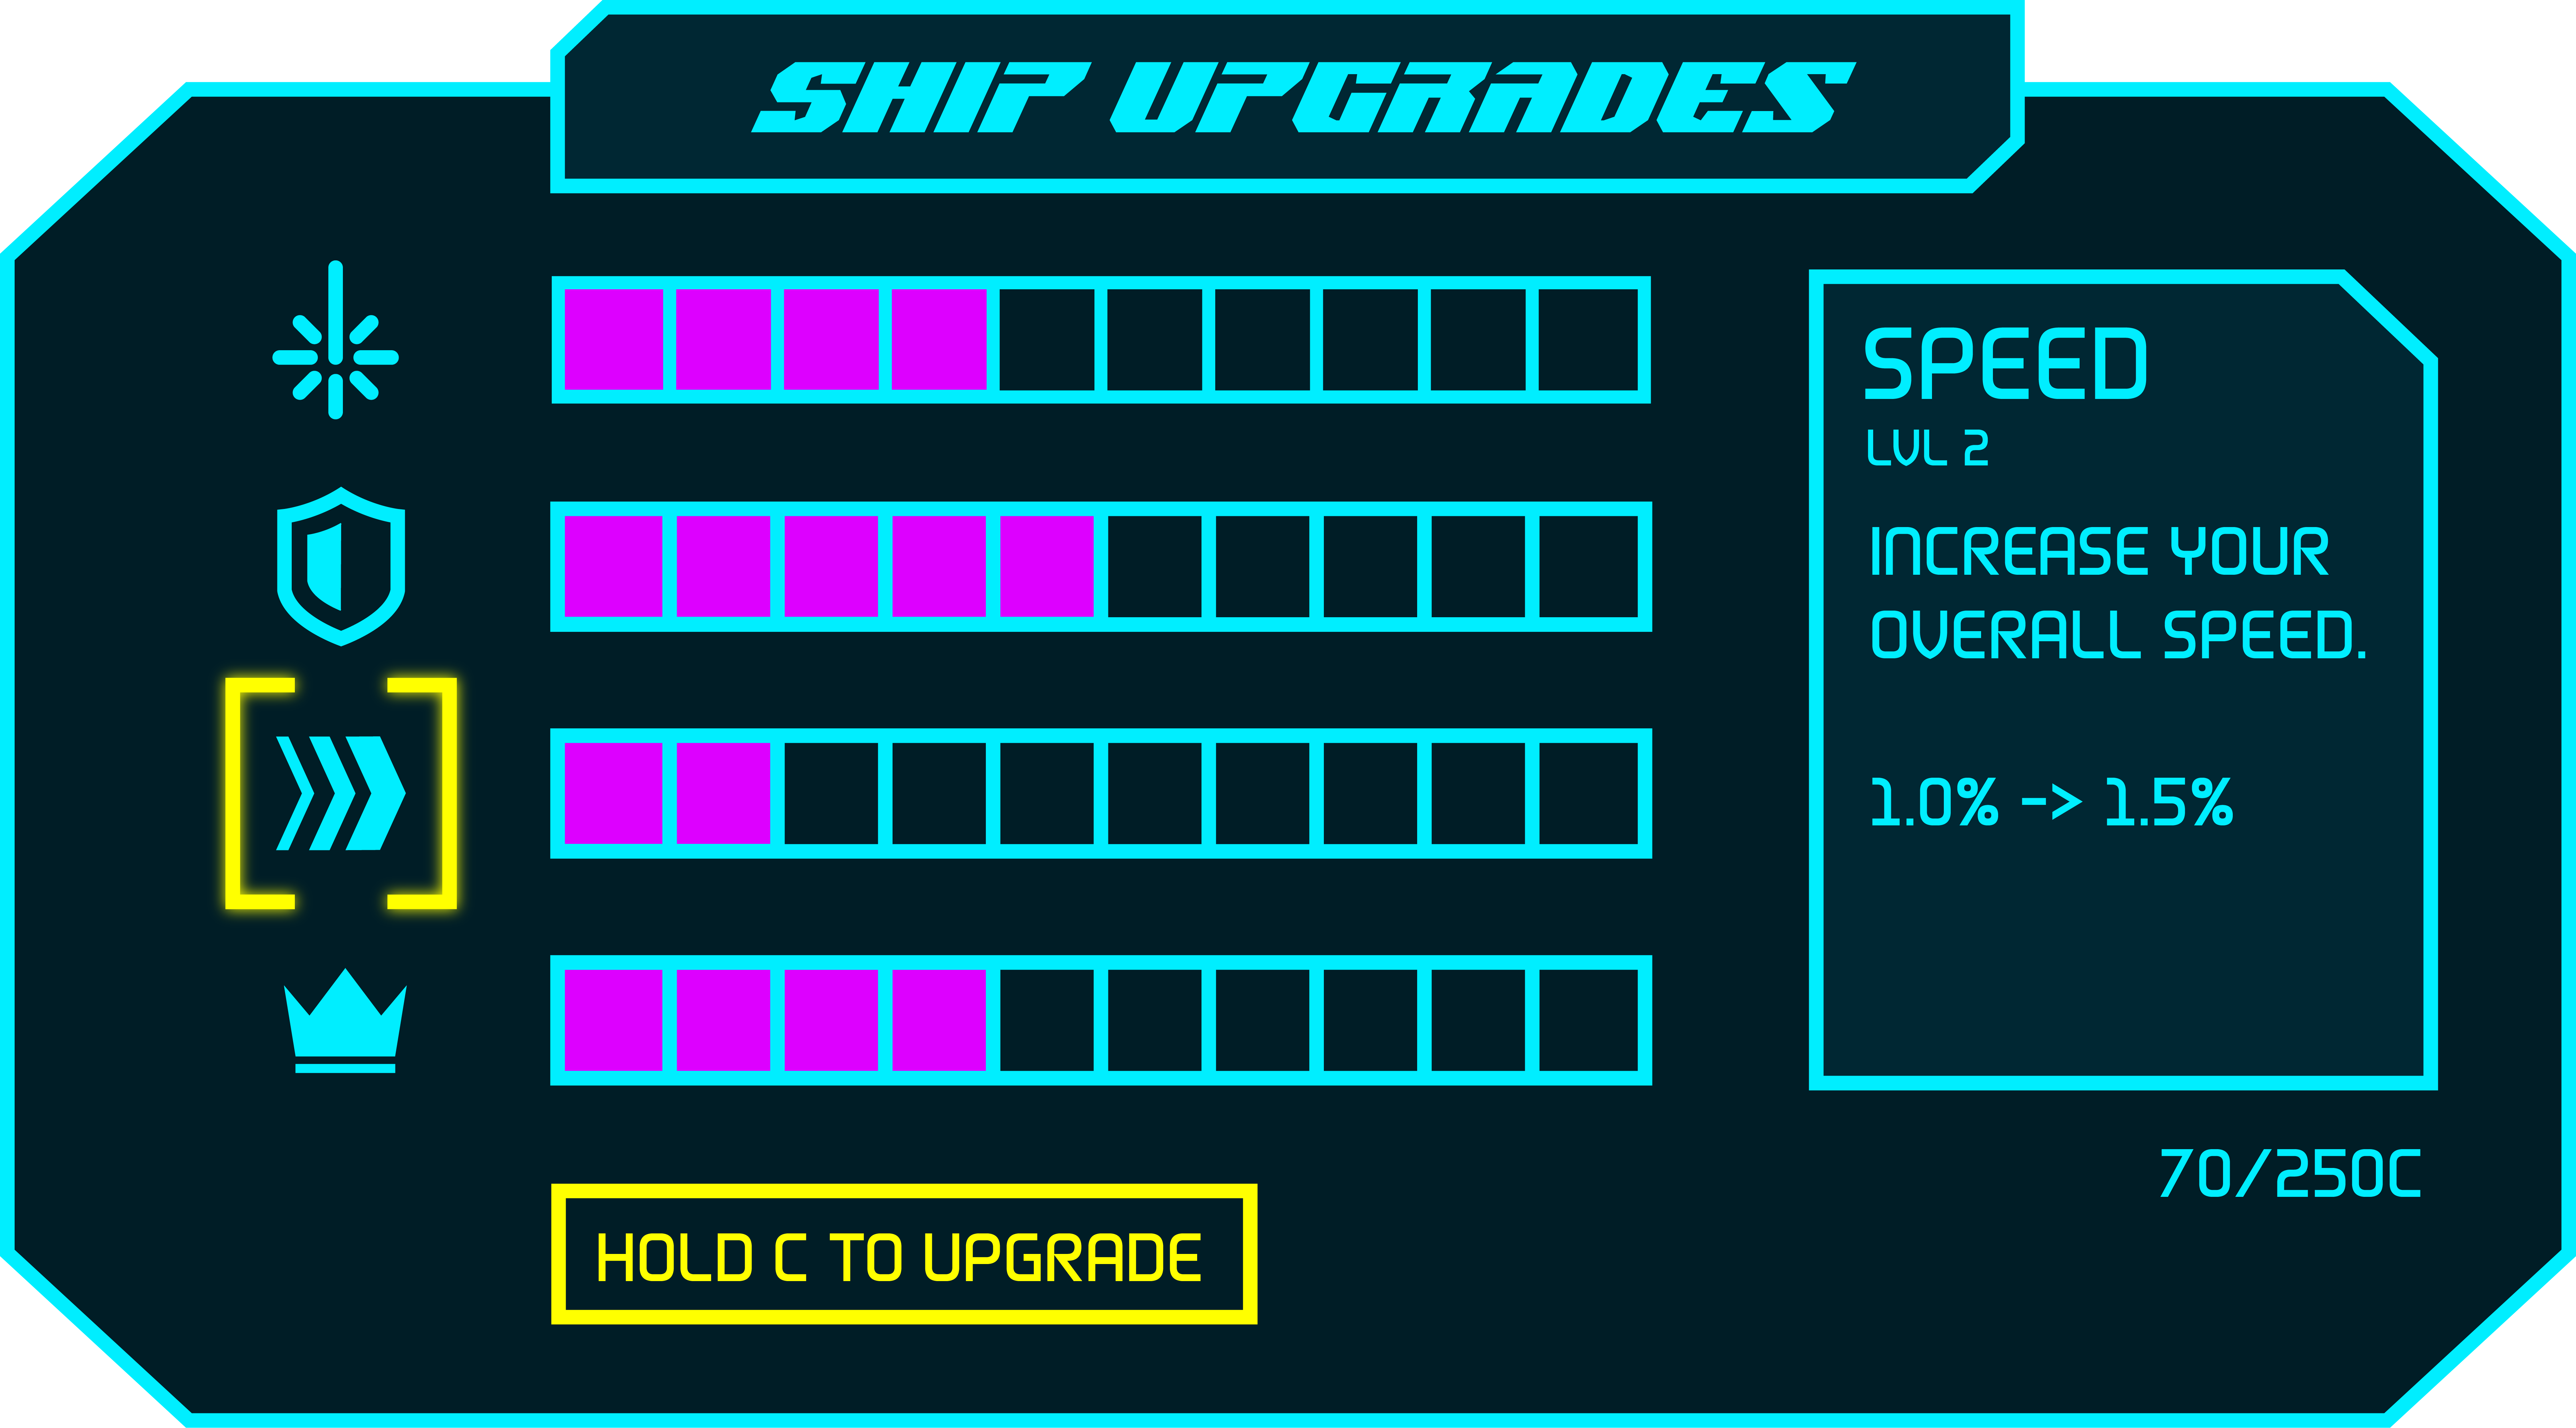 SHIP UPGRADES
SPEED
LVL 2
INCREASE YOUR
OVERALL SPEED.
1.0% -> 1.5%
70/250C
HOLD C TO UPGRADE